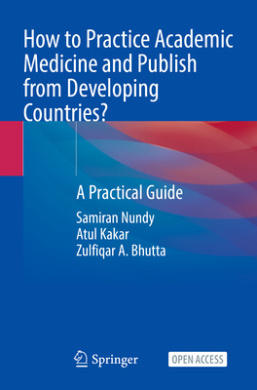 How to Practice Academic
Medicine and Publish
from Developing
Countries?
A Practical Guide
Samiran Nundy
Atul Kakar
Zulfiqar A. Bhutta
Springer
OPEN ACCESS